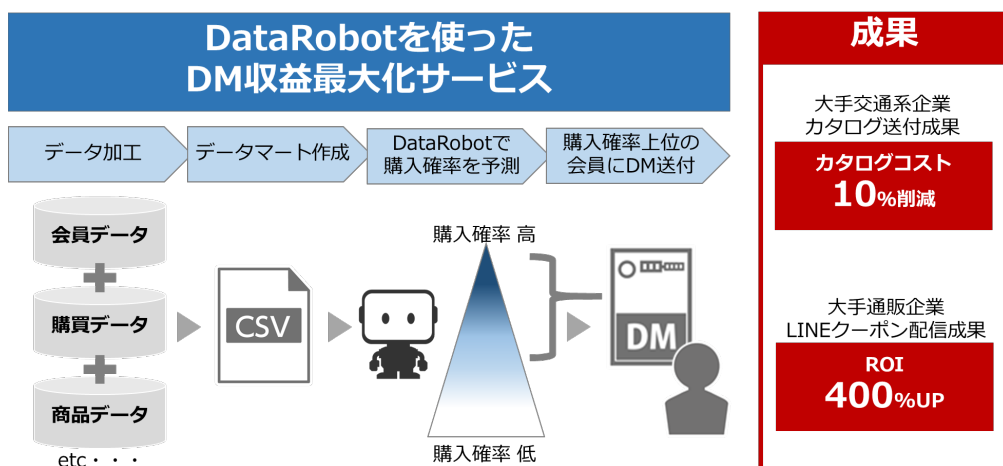 DataRobotを使った
DM収益最大化サービス
データ加工
データマート作成
DataRobotで
購入確率を予測
購入確率上位の
会員にDM送付
会員データ
購買データ
商品データ
etc・・・
CSV
購入確率 高
購入確率 低
DM
成果
大手交通系企業
カタログ送付成果
カタログコスト
10%削減
大手通販企業
LINEクーポン配信成果
ROI
400%UP